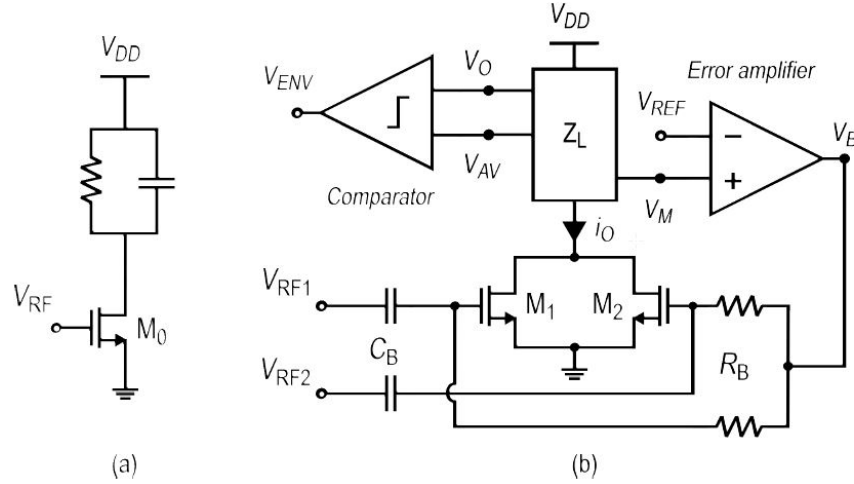 V_DD
V_RF
M_0
(a)
V_DD
V_ENV
V_O
V_AV
Comparator
Z_L
Error amplifier
V_REF
V_B
−
+
V_M
i_O
V_RF1
M_1
M_2
C_B
R_B
V_RF2
(b)